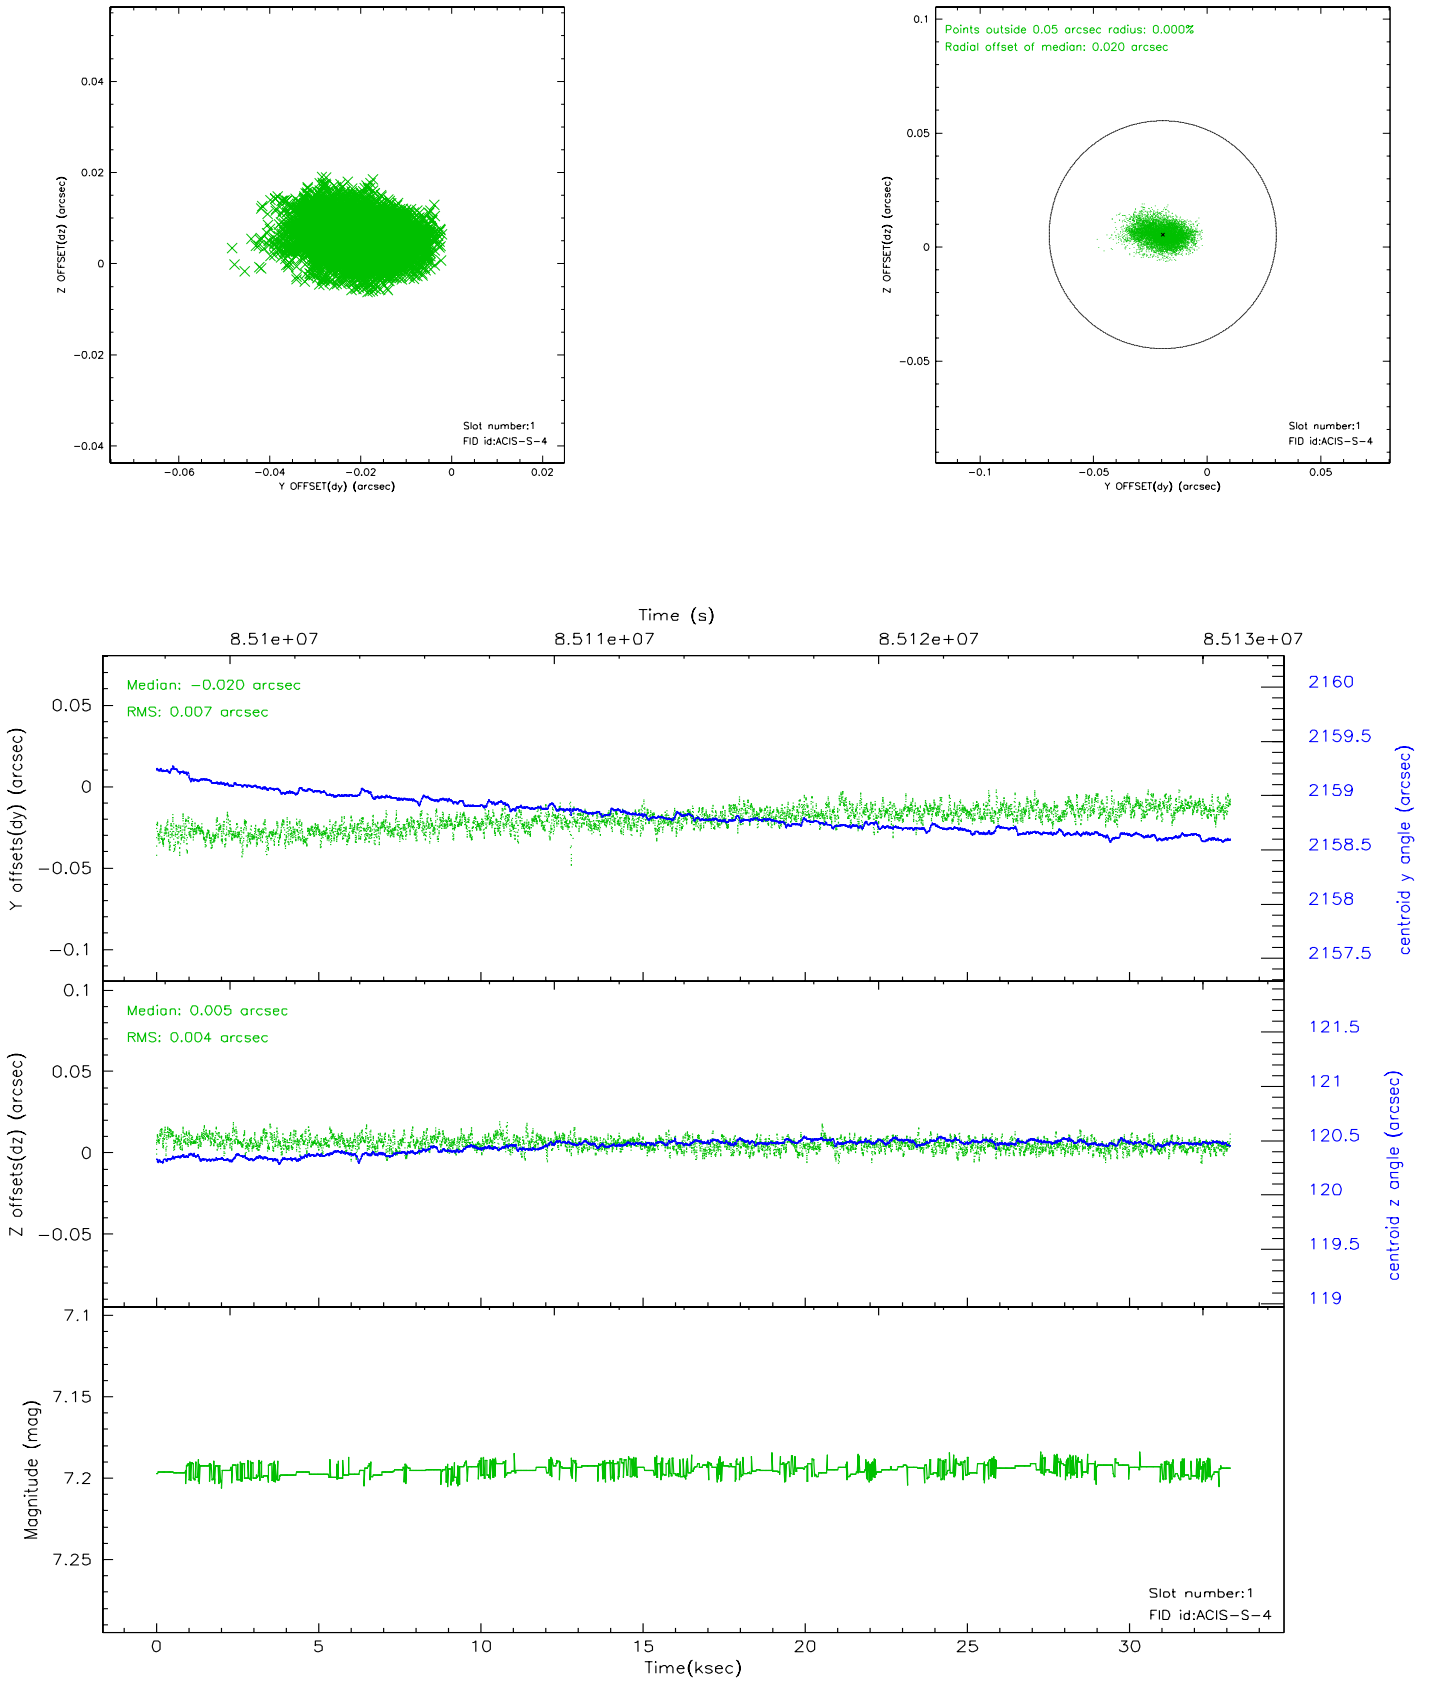 0.04
0.02
0
−0.02
−0.04
Z OFFSET(dz) (arcsec)
Slot number:1
FID id:ACIS−S−4
−0.06 −0.04 −0.02 0 0.02
Y OFFSET(dy) (arcsec)
Points outside 0.05 arcsec radius: 0.000%
Radial offset of median: 0.020 arcsec
0.1
0.05
0
−0.05
Z OFFSET(dz) (arcsec)
Slot number:1
FID id:ACIS−S−4
−0.1 −0.05 0 0.05
Y OFFSET(dy) (arcsec)
Time (s)
8.51e+07 8.511e+07 8.512e+07 8.513e+07
Median: −0.020 arcsec
RMS: 0.007 arcsec
0.05
0
−0.05
−0.1
Y offsets(dy) (arcsec)
2160
2159.5
2159
2158.5
2158
2157.5
centroid y angle (arcsec)
Median: 0.005 arcsec
RMS: 0.004 arcsec
0.1
0.05
0
−0.05
Z offsets(dz) (arcsec)
121.5
121
120.5
120
119.5
119
centroid z angle (arcsec)
7.1
7.15
7.2
7.25
Magnitude (mag)
Slot number:1
FID id:ACIS−S−4
0 5 10 15 20 25 30
Time(ksec)